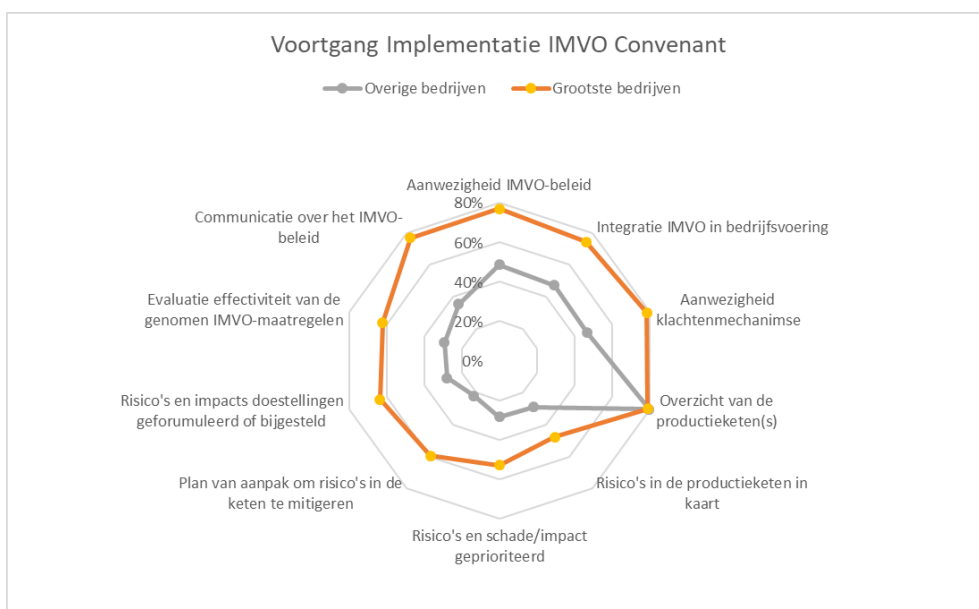 Voortgang Implementatie IMVO Convenant
Overige bedrijven
Grootste bedrijven
Aanwezigheid IMVO-beleid
Integratie IMVO in bedrijfsvoering
Aanwezigheid
klachtenmechanimse
Overzicht van de
productieketen(s)
Risico's in de productieketen in
kaart
Risico's en schade/impact
geprioriteerd
Plan van aanpak om risico's in de
keten te mitigeren
Risico's en impacts doestellingen
geforumuleerd of bijgesteld
Evaluatie effectiviteit van de
genomen IMVO-maatregelen
Communicatie over het IMVO-
beleid
80%
60%
40%
20%
0%